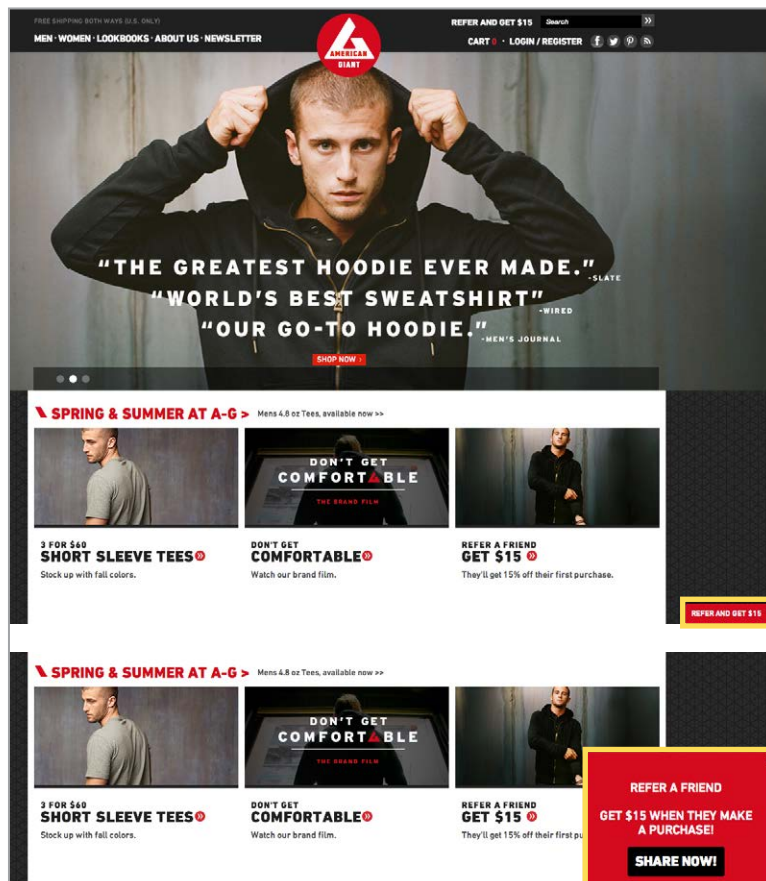 FREE SHIPPING BOTH WAYS (U.S. ONLY)
REFER AND GET $15 Search »
MEN · WOMEN · LOOKBOOKS · ABOUT US · NEWSLETTER
CART 0 · LOGIN / REGISTER
AMERICAN
GIANT
“THE GREATEST HOODIE EVER MADE.”
-SLATE
“WORLD’S BEST SWEATSHIRT”
-WIRED
“OUR GO-TO HOODIE.”
-MEN'S JOURNAL
SHOP NOW ›
SPRING & SUMMER AT A-G > Mens 4.8 oz Tees, available now >>
DON'T GET
COMFORTABLE
THE BRAND FILM
3 FOR $60
SHORT SLEEVE TEES »
Stock up with fall colors.
DON'T GET
COMFORTABLE »
Watch our brand film.
REFER A FRIEND
GET $15 »
They'll get 15% off their first purchase.
REFER AND GET $15
SPRING & SUMMER AT A-G > Mens 4.8 oz Tees, available now >>
DON'T GET
COMFORTABLE
THE BRAND FILM
3 FOR $60
SHORT SLEEVE TEES »
Stock up with fall colors.
DON'T GET
COMFORTABLE »
Watch our brand film.
REFER A FRIEND
GET $15 »
They'll get 15% off their first pu
REFER A FRIEND
GET $15 WHEN THEY MAKE
A PURCHASE!
SHARE NOW!